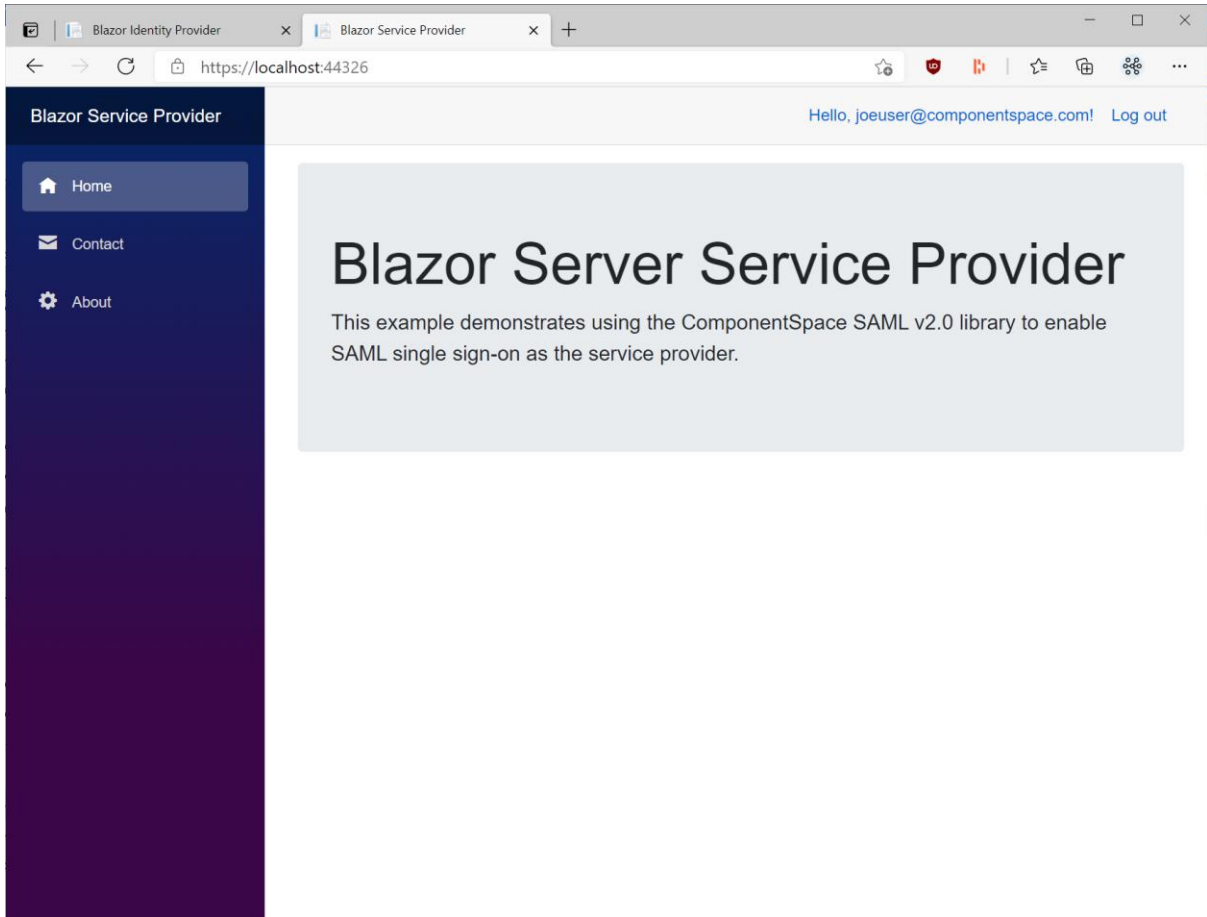 Blazor Identity Provider
Blazor Service Provider
https://localhost:44326
Blazor Service Provider
Hello, joeuser@componentspace.com! Log out
Home
Contact
About
Blazor Server Service Provider
This example demonstrates using the ComponentSpace SAML v2.0 library to enable
SAML single sign-on as the service provider.